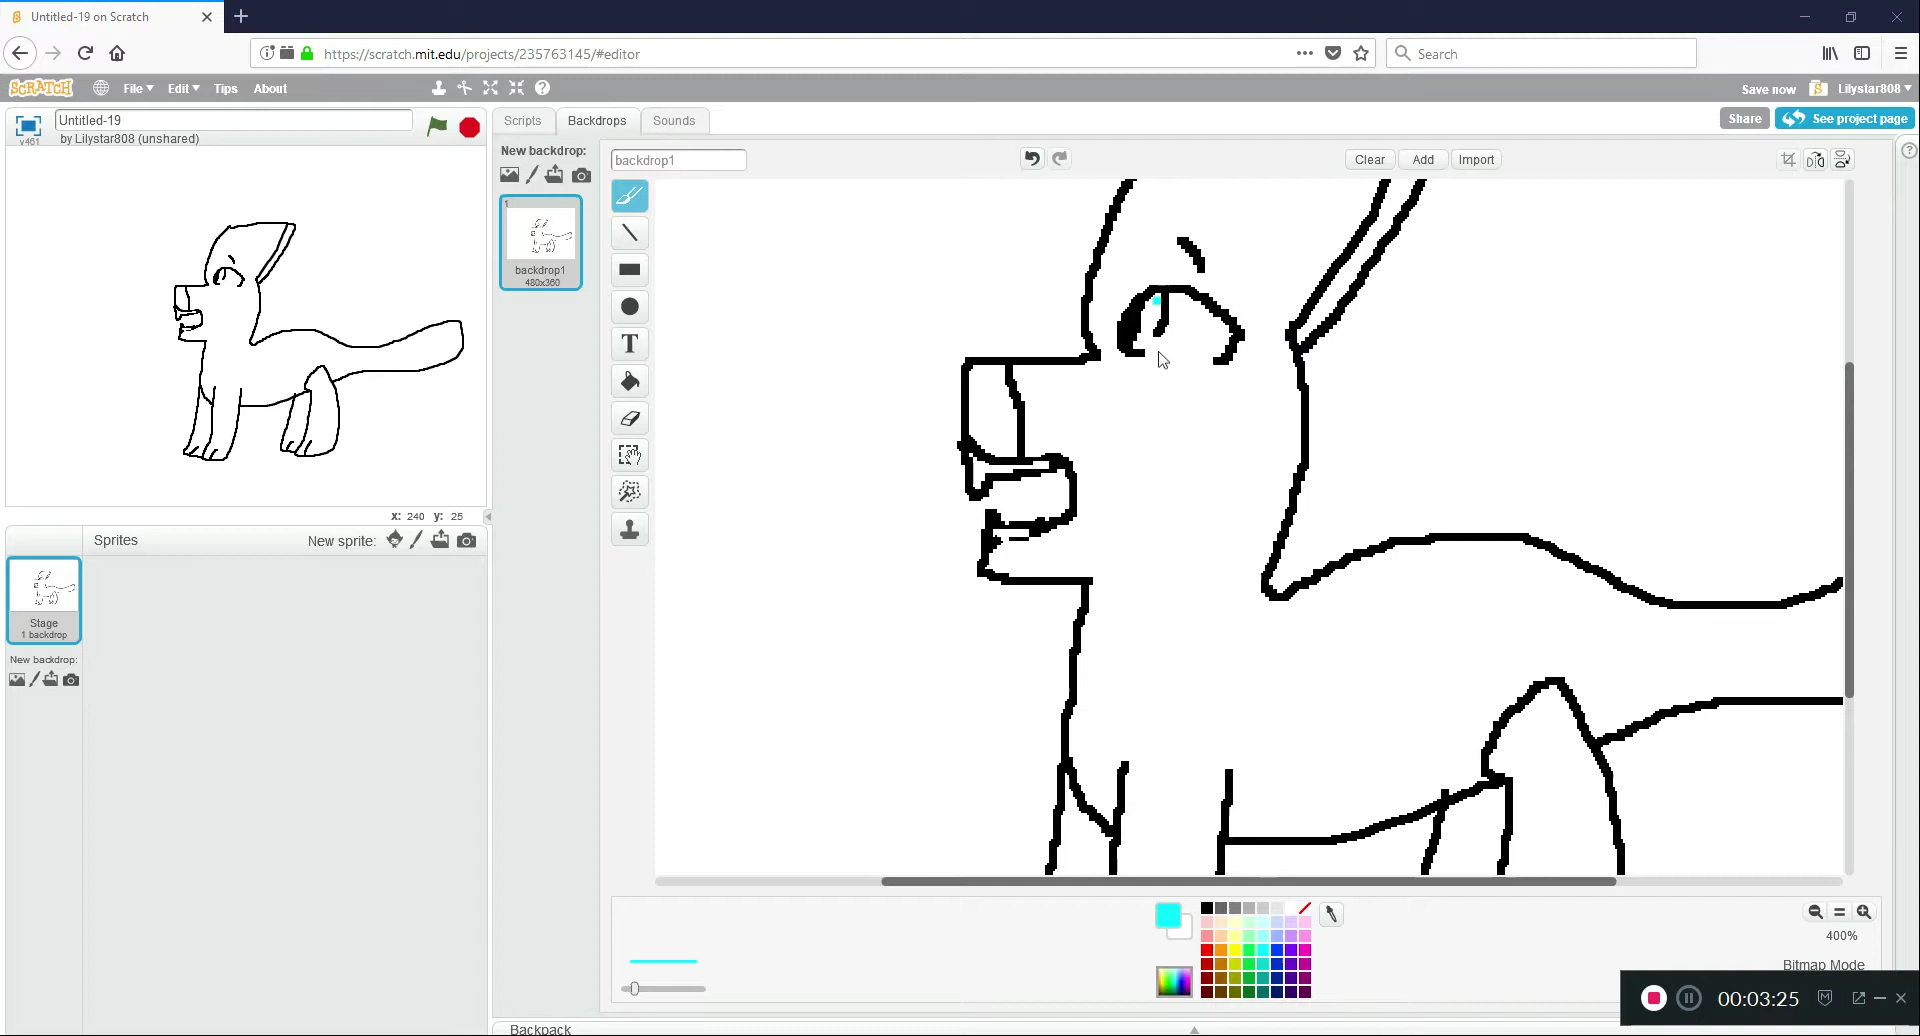 Untitled-19 on Scratch
https://scratch.mit.edu/projects/235763145/#editor
Search
SCRATCH
File
Edit
Tips
About
Save now
Lilystar808
v461
Untitled-19
by Lilystar808 (unshared)
Scripts
Backdrops
Sounds
Share
See project page
New backdrop:
backdrop1
Clear
Add
Import
1
backdrop1
480x360
T
x: 240 y: 25
Sprites
New sprite:
Stage
1 backdrop
New backdrop:
400%
Bitmap Mode
00:03:25
Backpack